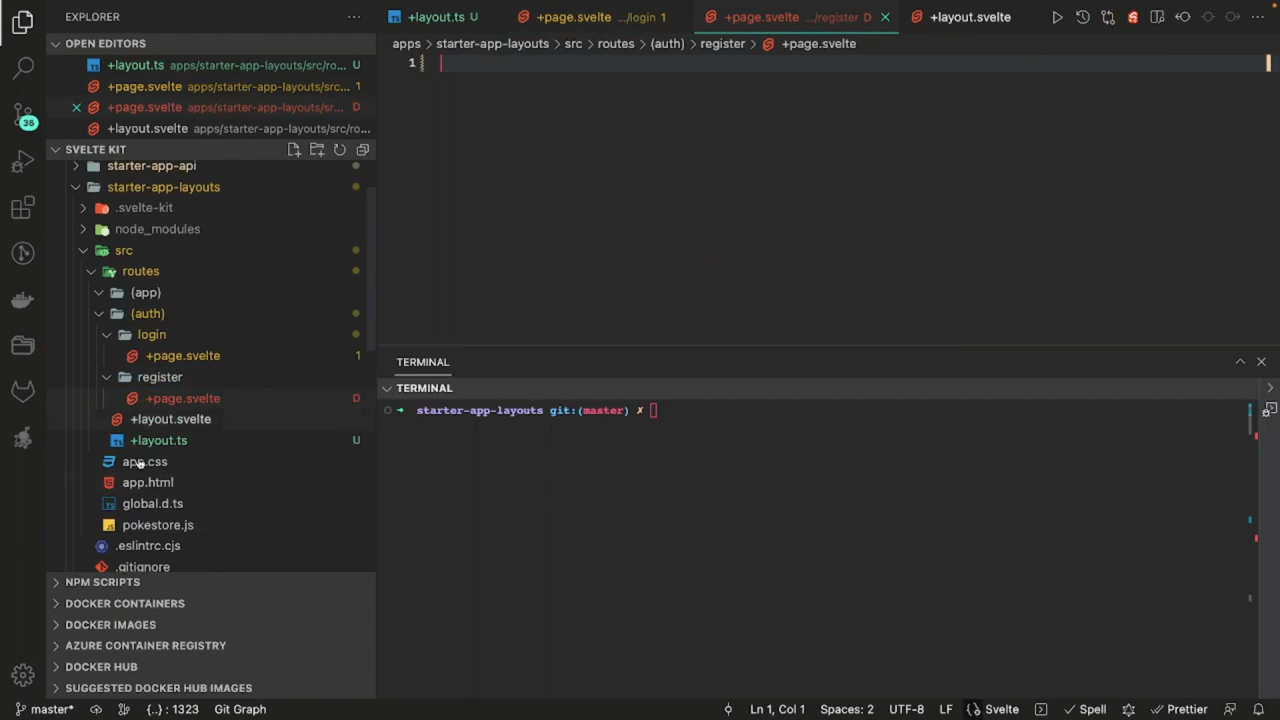 EXPLORER
···
OPEN EDITORS
+layout.ts apps/starter-app-layouts/src/ro... U
+page.svelte apps/starter-app-layouts/src... 1
+page.svelte apps/starter-app-layouts/sr... D
+layout.svelte apps/starter-app-layouts/src/ro...
SVELTE KIT
starter-app-api
starter-app-layouts
.svelte-kit
node_modules
src
routes
(app)
(auth)
login
+page.svelte 1
register
+page.svelte D
+layout.svelte
+layout.ts U
app.css
app.html
global.d.ts
pokestore.js
.eslintrc.cjs
.gitignore
NPM SCRIPTS
DOCKER CONTAINERS
DOCKER IMAGES
AZURE CONTAINER REGISTRY
DOCKER HUB
SUGGESTED DOCKER HUB IMAGES
36
+layout.ts U +page.svelte .../login 1 +page.svelte .../register D +layout.svelte
apps > starter-app-layouts > src > routes > (auth) > register > +page.svelte
1
TERMINAL
TERMINAL
→ starter-app-layouts git:(master) ✗
master* {..} : 1323 Git Graph Ln 1, Col 1 Spaces: 2 UTF-8 LF Svelte Spell Prettier